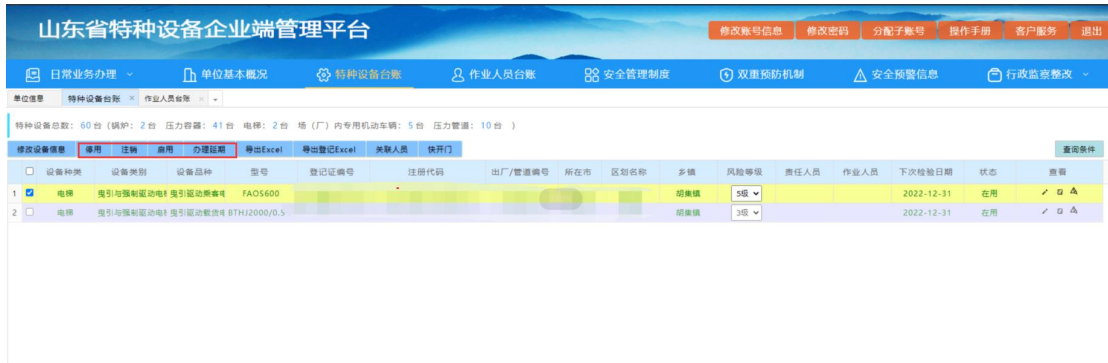 山东省特种设备企业端管理平台
修改账号信息 修改密码 分配子账号 操作手册 客户服务 退出
日常业务办理 单位基本概况 特种设备台账 作业人员台账 安全管理制度 双重预防机制 安全预警信息 行政监察整改
单位信息 特种设备台账 × 作业人员台账 ×
特种设备总数：60台（锅炉：2台 压力容器：41台 电梯：2台 场（厂）内专用机动车辆：5台 压力管道：10台 ）
修改设备信息 停用 注销 启用 办理延期 导出Excel 导出登记Excel 关联人员 快开门 查询条件
设备种类 设备类别 设备品种 型号 登记证编号 注册代码 出厂/管道编号 所在市 区划名称 乡镇 风险等级 责任人员 作业人员 下次检验日期 状态 查看
1 电梯 曳引与强制驱动电梯 曳引驱动乘客电 FAOS600 胡集镇 5级 2022-12-31 在用
2 电梯 曳引与强制驱动电梯 曳引驱动载货电 BTHJ2000/0.5 胡集镇 3级 2022-12-31 在用